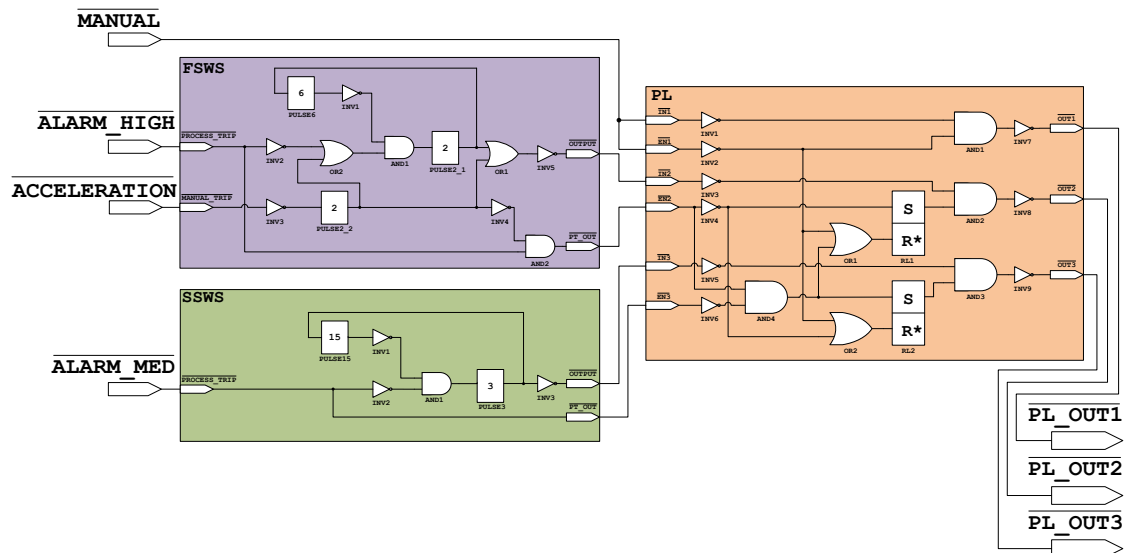 MANUAL
FSWS
6
PULSE6
INV1
ALARM_HIGH
PROCESS_TRIP
INV2
OR2
AND1
2
PULSE2_1
OR1
INV5
OUTPUT
ACCELERATION
MANUAL_TRIP
INV3
2
PULSE2_2
INV4
AND2
PT_OUT
SSWS
15
PULSE15
INV1
ALARM_MED
PROCESS_TRIP
INV2
AND1
3
PULSE3
INV3
OUTPUT
PT_OUT
PL
IN1
INV1
EN1
INV2
AND1
INV7
OUT1
IN2
INV3
EN2
INV4
S
R*
RL1
OR1
AND2
INV8
OUT2
IN3
INV5
EN3
INV6
AND4
S
R*
RL2
OR2
AND3
INV9
OUT3
PL_OUT1
PL_OUT2
PL_OUT3